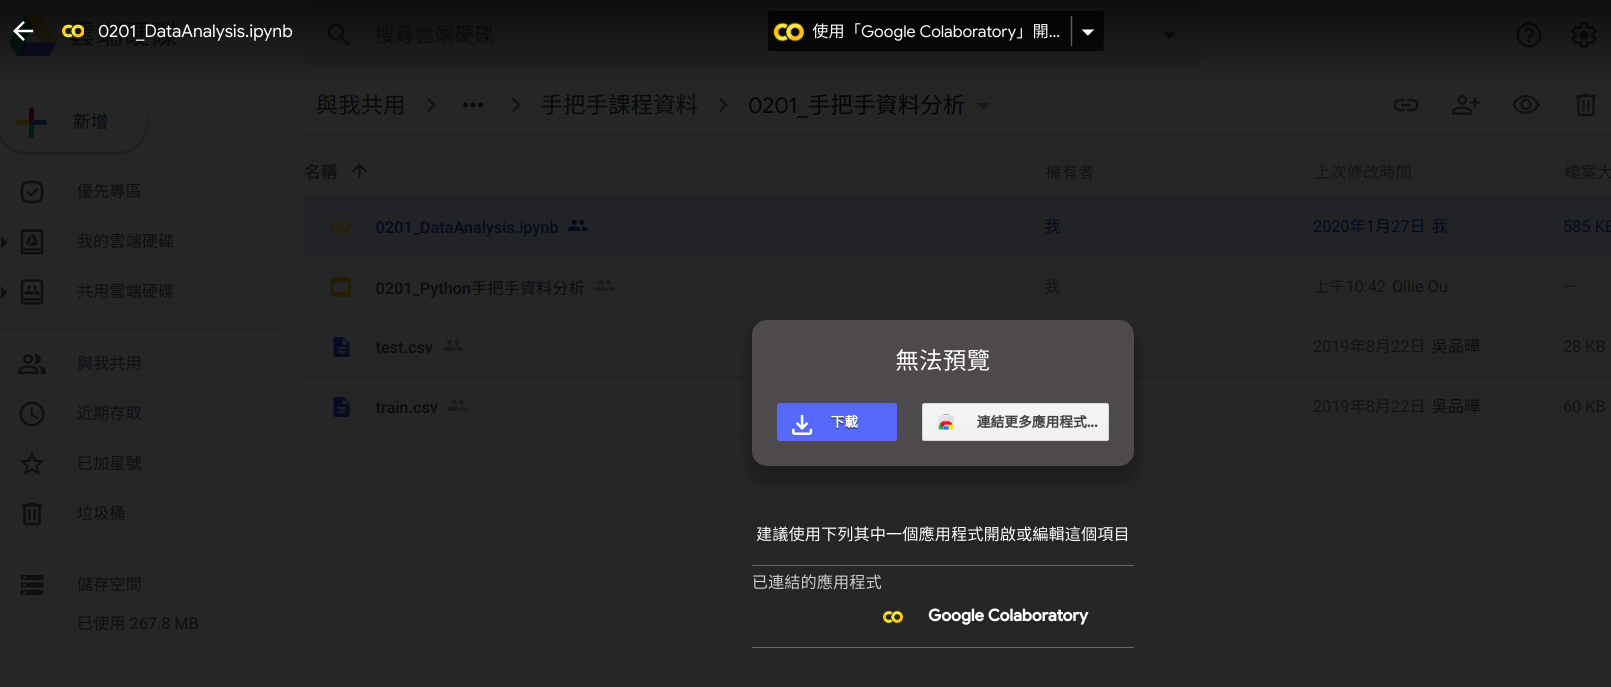 0201_DataAnalysis.ipynb
雲端硬碟
搜尋雲端硬碟
使用「Google Colaboratory」開...
新增
與我共用
手把手課程資料
0201_手把手資料分析
名稱
擁有者
上次修改時間
檔案大
優先專區
我的雲端硬碟
共用雲端硬碟
與我共用
近期存取
已加星號
垃圾桶
儲存空間
已使用 267.8 MB
0201_DataAnalysis.ipynb 我 2020年1月27日 我 585 KB
0201_Python手把手資料分析 我 上午10:42 Ollie Ou —
test.csv 2019年8月22日 吳品曄 28 KB
train.csv 2019年8月22日 吳品曄 60 KB
無法預覽
下載
連結更多應用程式...
建議使用下列其中一個應用程式開啟或編輯這個項目
已連結的應用程式
Google Colaboratory